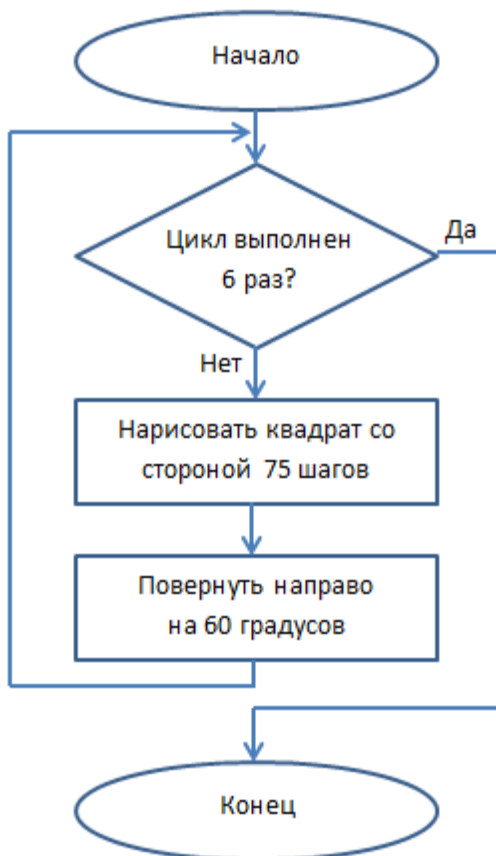 Начало
Цикл выполнен
6 раз?
Да
Нет
Нарисовать квадрат со
стороной 75 шагов
Повернуть направо
на 60 градусов
Конец